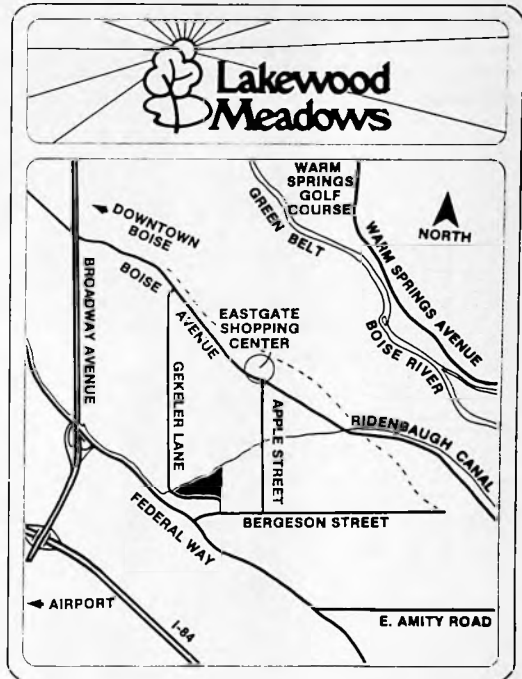 Lakewood
Meadows
WARM
SPRINGS
GOLF
COURSE
GREEN BELT
NORTH
DOWNTOWN
BOISE
WARM SPRINGS AVENUE
BROADWAY AVENUE
BOISE AVENUE
EASTGATE
SHOPPING
CENTER
BOISE RIVER
GEKELER LANE
APPLE STREET
RIDENBAUGH CANAL
FEDERAL WAY
BERGESON STREET
AIRPORT
I-84
E. AMITY ROAD